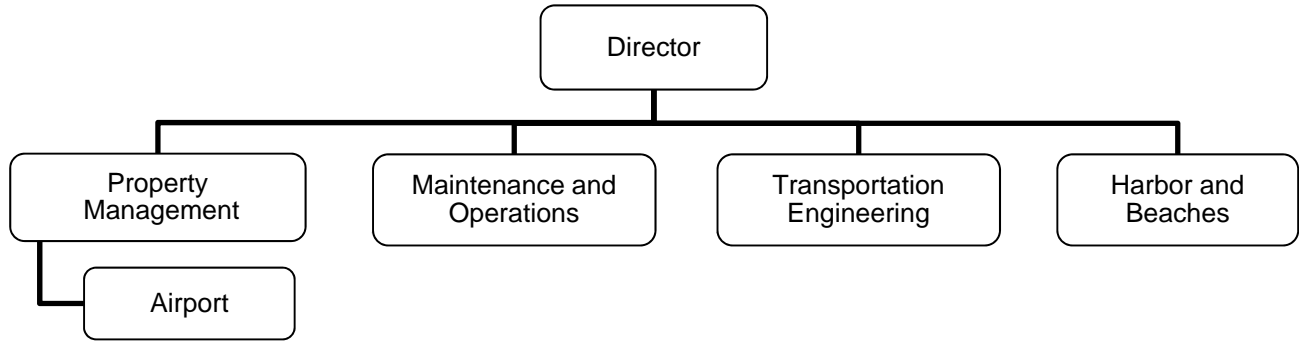 Director
Property
Management
Maintenance and
Operations
Transportation
Engineering
Harbor and
Beaches
Airport